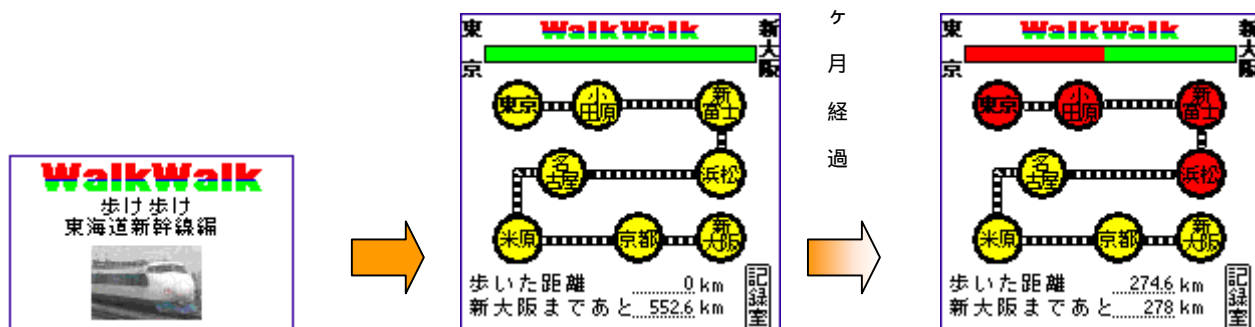 WalkWalk
歩け歩け
東海道新幹線編
東京
WalkWalk
新大阪
東京
小田原
新富士
名古屋
浜松
米原
京都
新大阪
歩いた距離 0 km
新大阪まであと 552.6 km
記録室
ヶ月経過
東京
WalkWalk
新大阪
東京
小田原
新富士
名古屋
浜松
米原
京都
新大阪
歩いた距離 274.6 km
新大阪まであと 278 km
記録室